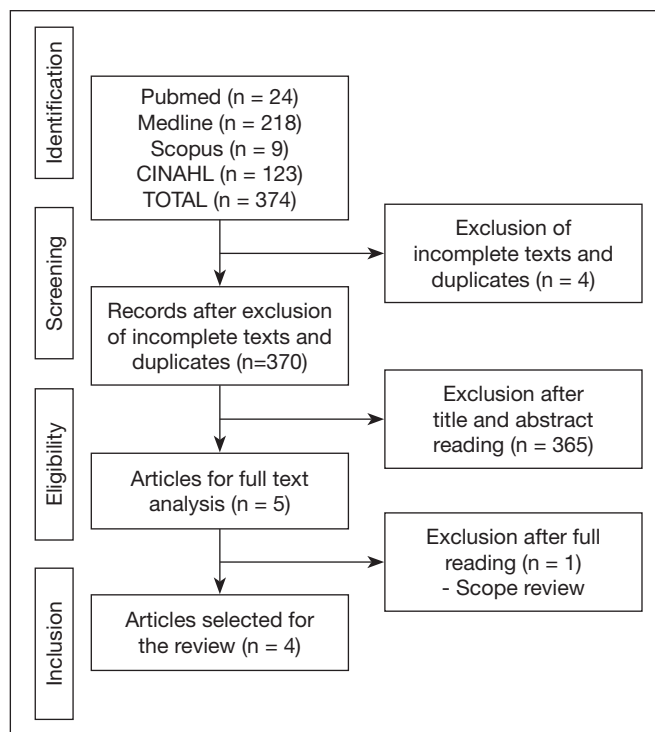 Identification
Pubmed (n = 24)
Medline (n = 218)
Scopus (n = 9)
CINAHL (n = 123)
TOTAL (n = 374)
Screening
Exclusion of
incomplete texts and
duplicates (n = 4)
Records after exclusion
of incomplete texts and
duplicates (n=370)
Eligibility
Exclusion after
title and abstract
reading (n = 365)
Articles for full text
analysis (n = 5)
Exclusion after full
reading (n = 1)
- Scope review
Inclusion
Articles selected for
the review (n = 4)